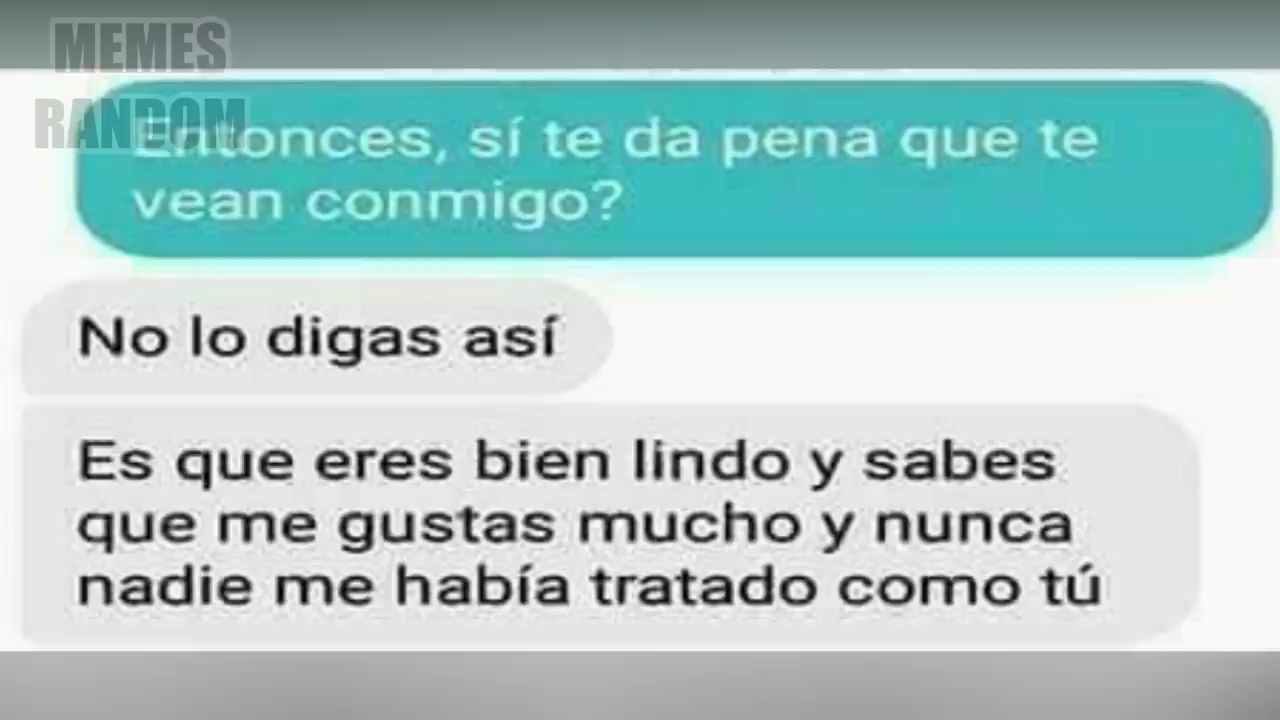 MEMES
RANDOM
Entonces, sí te da pena que te
vean conmigo?
No lo digas así
Es que eres bien lindo y sabes
que me gustas mucho y nunca
nadie me había tratado como tú